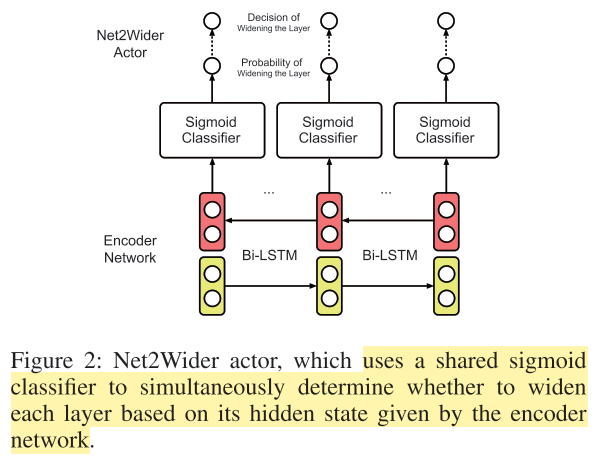 Net2Wider
Actor
Decision of
Widening the Layer
Probability of
Widening the Layer
Sigmoid
Classifier
Sigmoid
Classifier
Sigmoid
Classifier
...
...
Encoder
Network
Bi-LSTM
Bi-LSTM
Figure 2: Net2Wider actor, which uses a shared sigmoid
classifier to simultaneously determine whether to widen
each layer based on its hidden state given by the encoder
network.